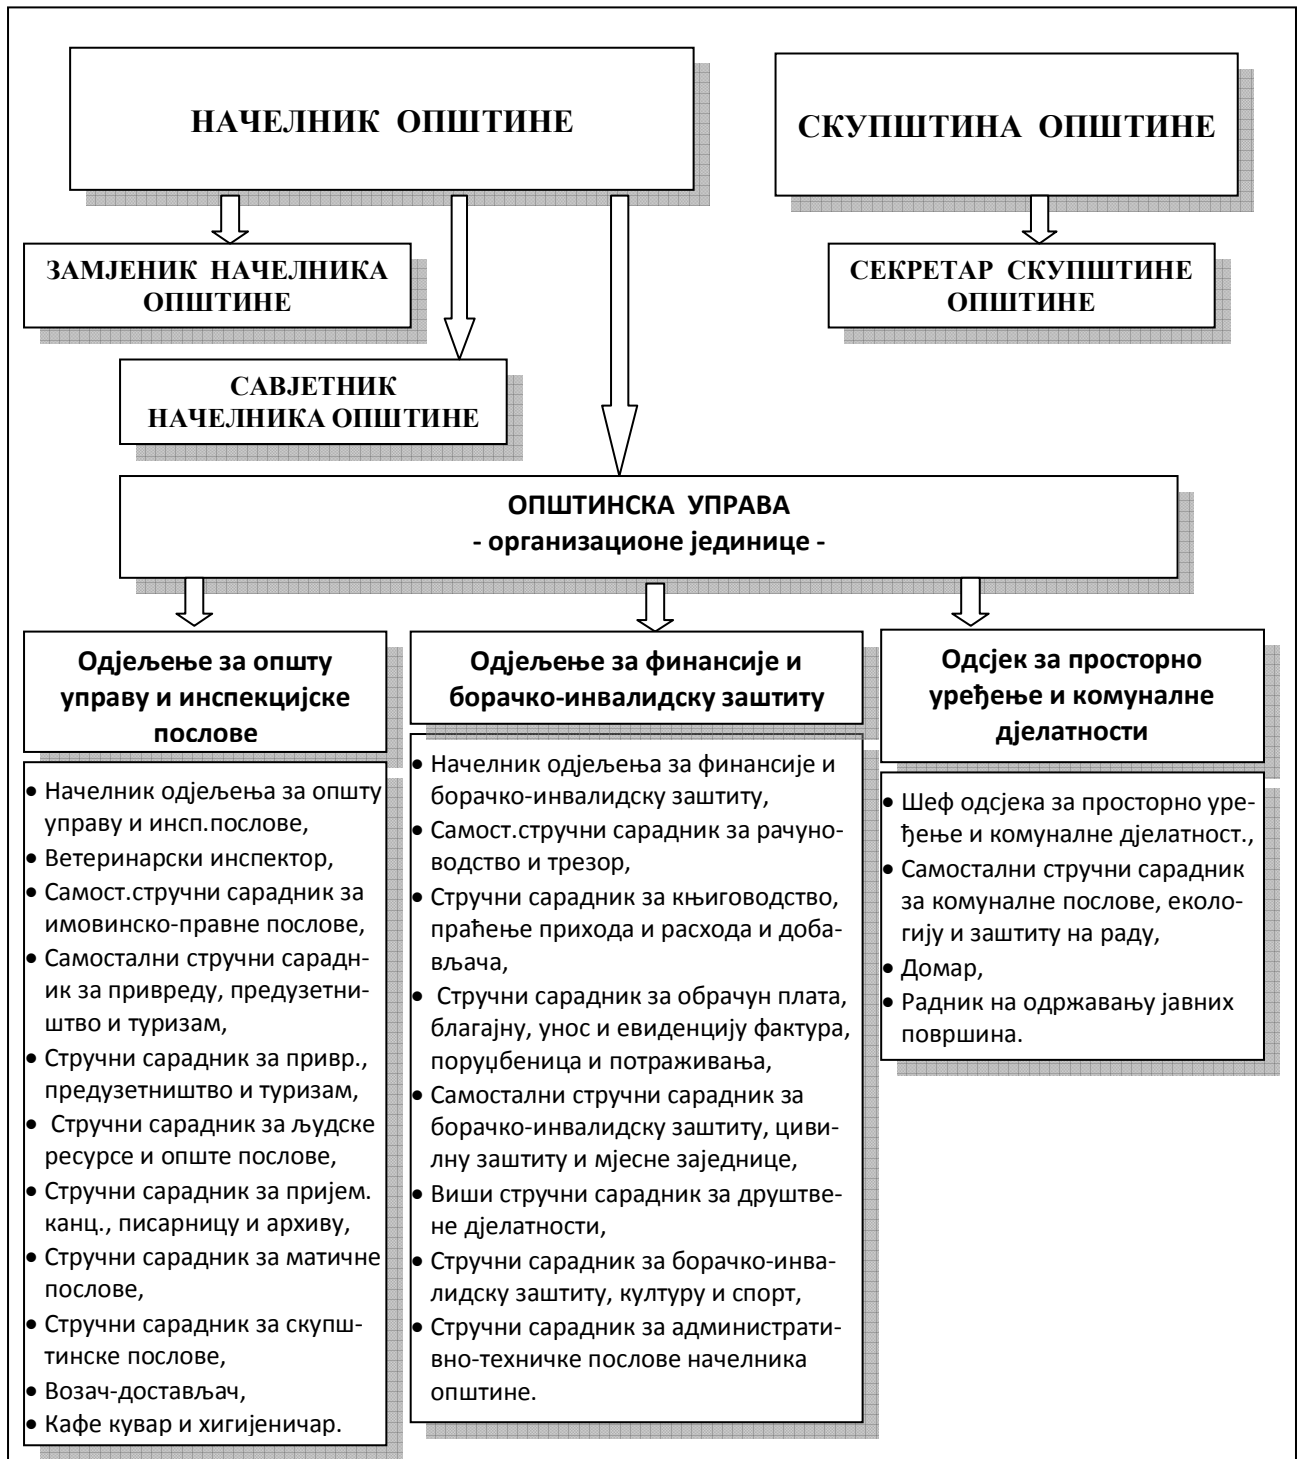 НАЧЕЛНИК ОПШТИНЕ
СКУПШТИНА ОПШТИНЕ
ЗАМЈЕНИК НАЧЕЛНИКА
ОПШТИНЕ
СЕКРЕТАР СКУПШТИНЕ
ОПШТИНЕ
САВЈЕТНИК
НАЧЕЛНИКА ОПШТИНЕ
ОПШТИНСКА УПРАВА
- организационе јединице -
Одјељење за општу
управу и инспекцијске
послове
• Начелник одјељења за општу
управу и инсп.послове,
• Ветеринарски инспектор,
• Самост.стручни сарадник за
имовинско-правне послове,
• Самостални стручни сарадн-
ик за привреду, предузетни-
штво и туризам,
• Стручни сарадник за привр.,
предузетништво и туризам,
• Стручни сарадник за људске
ресурсе и опште послове,
• Стручни сарадник за пријем.
канц., писарницу и архиву,
• Стручни сарадник за матичне
послове,
• Стручни сарадник за скупш-
тинске послове,
• Возач-достављач,
• Кафе кувар и хигијеничар.
Одјељење за финансије и
борачко-инвалидску заштиту
• Начелник одјељења за финансије и
борачко-инвалидску заштиту,
• Самост.стручни сарадник за рачуно-
водство и трезор,
• Стручни сарадник за књиговодство,
праћење прихода и расхода и доба-
вљача,
• Стручни сарадник за обрачун плата,
благајну, унос и евиденцију фактура,
поруџбеница и потраживања,
• Самостални стручни сарадник за
борачко-инвалидску заштиту, циви-
лну заштиту и мјесне заједнице,
• Виши стручни сарадник за друштве-
не дјелатности,
• Стручни сарадник за борачко-инва-
лидску заштиту, културу и спорт,
• Стручни сарадник за административ-
но-техничке послове начелника
општине.
Одсјек за просторно
уређење и комуналне
дјелатности
• Шеф одсјека за просторно уре-
ђење и комуналне дјелатност.,
• Самостални стручни сарадник
за комуналне послове, еколо-
гију и заштиту на раду,
• Домар,
• Радник на одржавању јавних
површина.